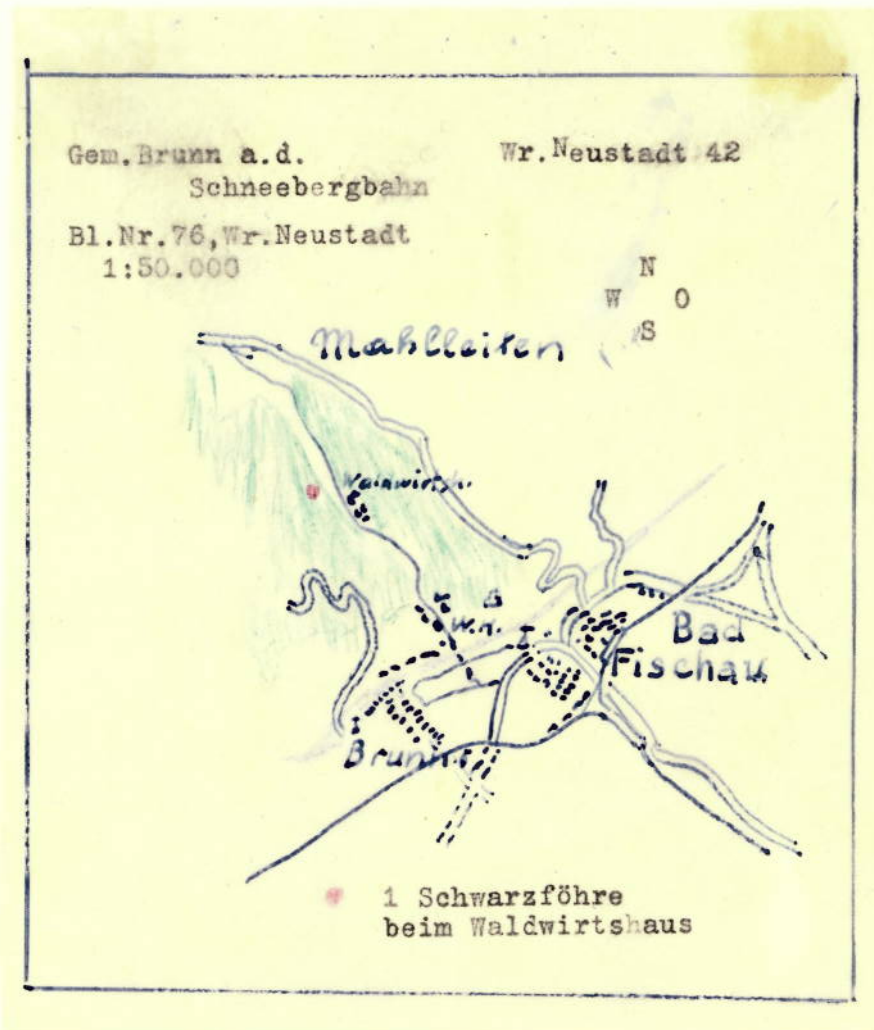 Gem.Brunn a.d. Wr.Neustadt 42
Schneebergbahn
Bl.Nr.76,Wr.Neustadt
1:50.000
N
W O
S
Mahlleiten
Waldwirtsh.
W.H.
Bad
Fischau
Brunn
1 Schwarzföhre
beim Waldwirtshaus